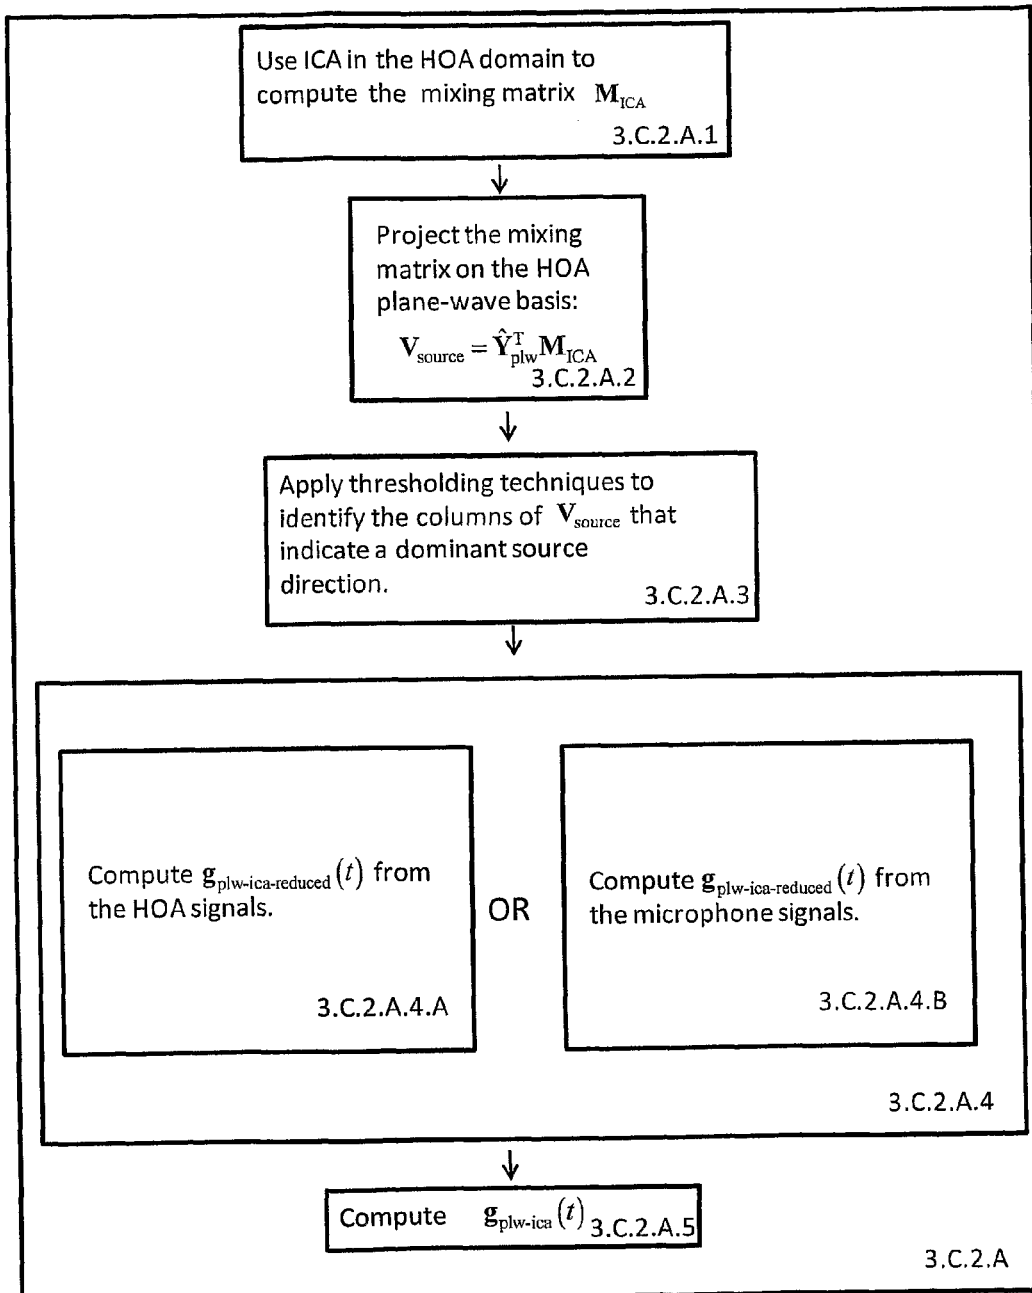 Use ICA in the HOA domain to
compute the mixing matrix M_ICA
3.C.2.A.1
Project the mixing
matrix on the HOA
plane-wave basis:
V_source = Ŷ_plw^T M_ICA
3.C.2.A.2
Apply thresholding techniques to
identify the columns of V_source that
indicate a dominant source
direction.
3.C.2.A.3
Compute g_plw-ica-reduced(t) from
the HOA signals.
3.C.2.A.4.A
OR
Compute g_plw-ica-reduced(t) from
the microphone signals.
3.C.2.A.4.B
3.C.2.A.4
Compute g_plw-ica(t) 3.C.2.A.5
3.C.2.A